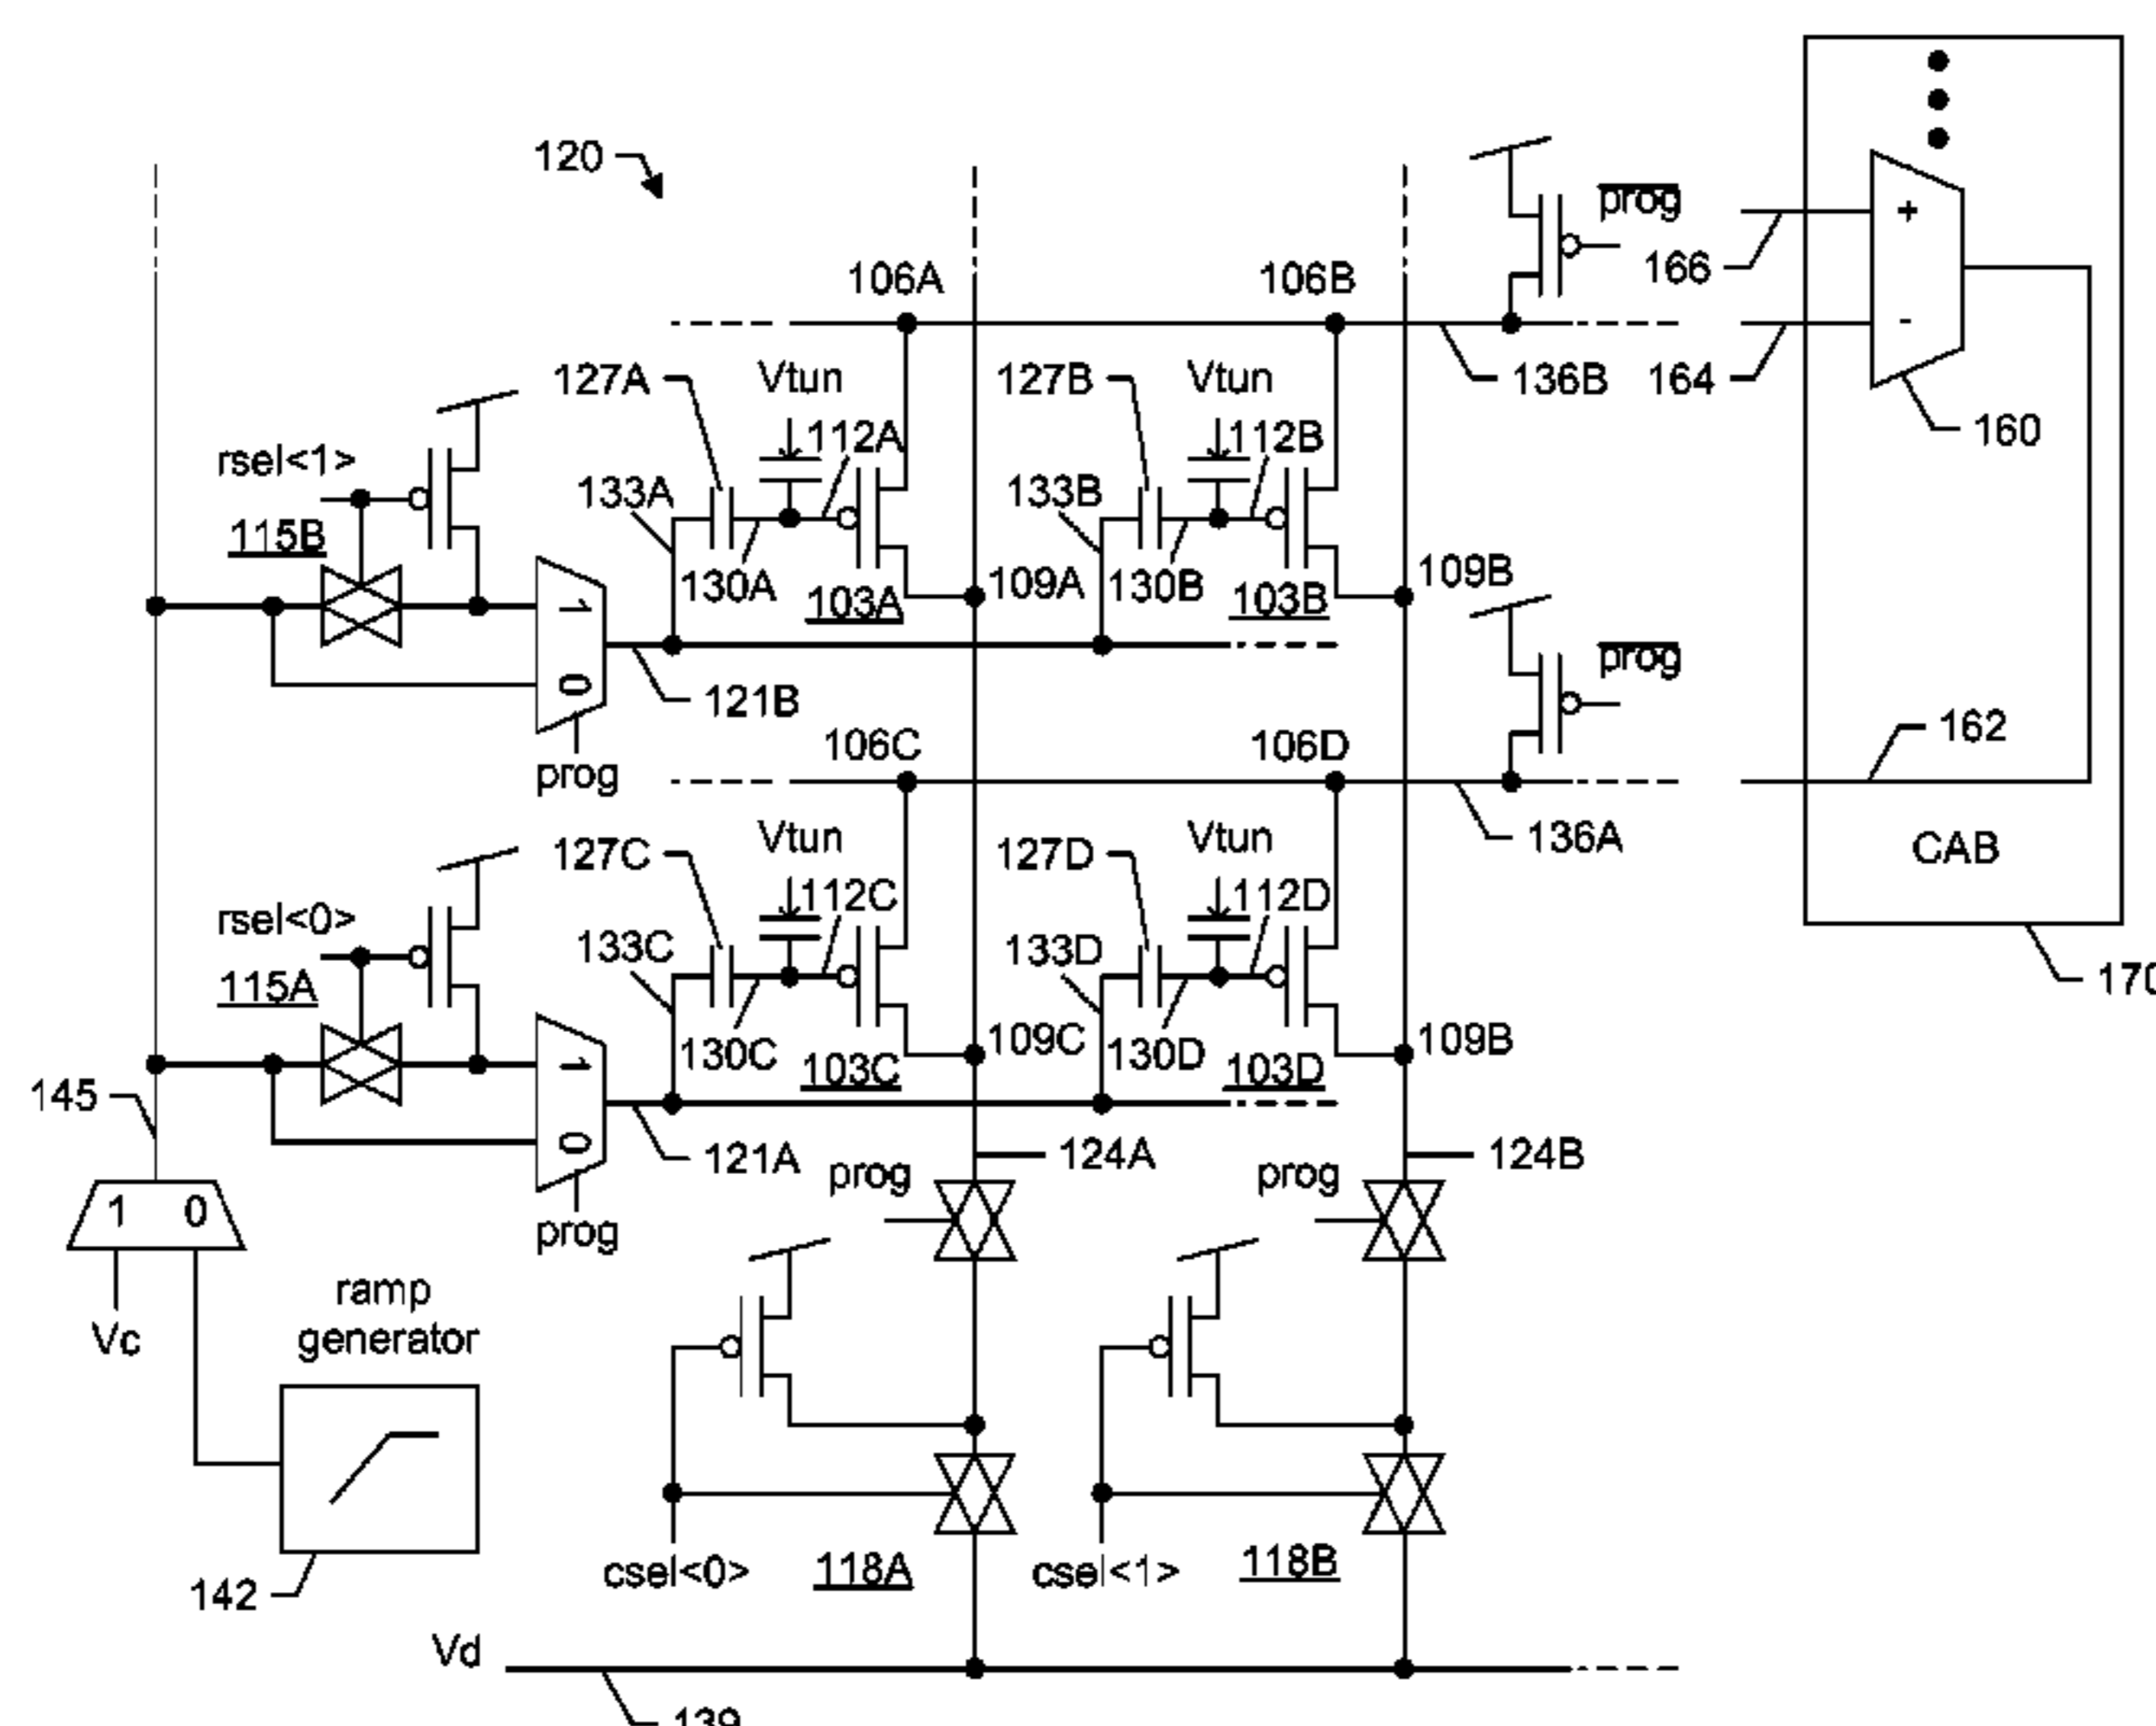 120
prog
166
106A
106B
127A
Vtun
127B
Vtun
136B
164
+
-
160
rsel<1>
112A
112B
133A
133B
115B
130A
109A
130B
109B
103A
103B
1
0
prog
121B
prog
106C
106D
162
127C
Vtun
127D
Vtun
136A
CAB
rsel<0>
112C
112D
133C
133D
115A
170
130C
109C
130D
109B
103C
103D
1
0
145
121A
124A
124B
prog
prog
prog
1 0
Vc
ramp
generator
142
csel<0>
118A
csel<1>
118B
Vd
139